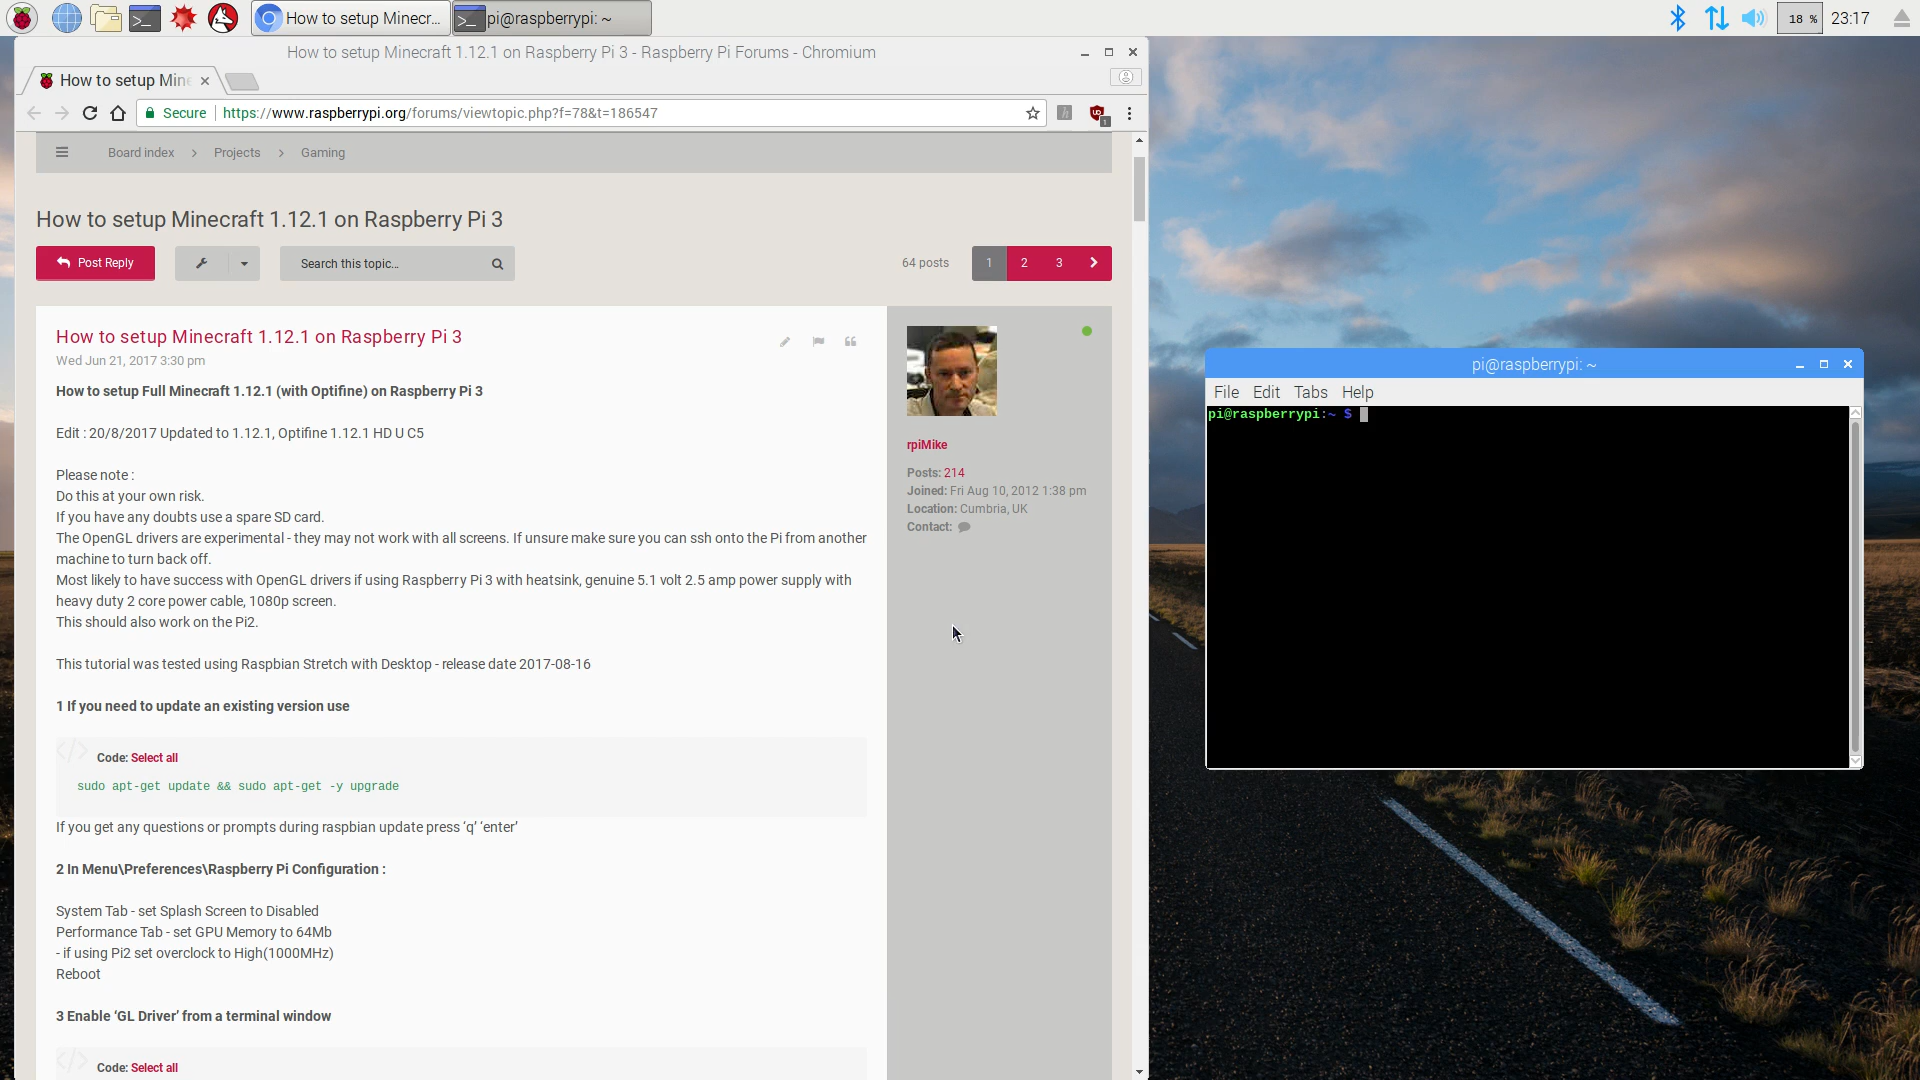 How to setup Minecr...
pi@raspberrypi: ~
18 %
23:17
How to setup Minecraft 1.12.1 on Raspberry Pi 3 - Raspberry Pi Forums - Chromium
How to setup Mine
Secure
https://www.raspberrypi.org/forums/viewtopic.php?f=78&t=186547
Board index
Projects
Gaming
How to setup Minecraft 1.12.1 on Raspberry Pi 3
Post Reply
Search this topic...
64 posts
1
2
3
How to setup Minecraft 1.12.1 on Raspberry Pi 3
Wed Jun 21, 2017 3:30 pm
How to setup Full Minecraft 1.12.1 (with Optifine) on Raspberry Pi 3
Edit : 20/8/2017 Updated to 1.12.1, Optifine 1.12.1 HD U C5
Please note :
Do this at your own risk.
If you have any doubts use a spare SD card.
The OpenGL drivers are experimental - they may not work with all screens. If unsure make sure you can ssh onto the Pi from another
machine to turn back off.
Most likely to have success with OpenGL drivers if using Raspberry Pi 3 with heatsink, genuine 5.1 volt 2.5 amp power supply with
heavy duty 2 core power cable, 1080p screen.
This should also work on the Pi2.
This tutorial was tested using Raspbian Stretch with Desktop - release date 2017-08-16
1 If you need to update an existing version use
Code: Select all
sudo apt-get update && sudo apt-get -y upgrade
If you get any questions or prompts during raspbian update press ‘q’ ‘enter’
2 In Menu\Preferences\Raspberry Pi Configuration :
System Tab - set Splash Screen to Disabled
Performance Tab - set GPU Memory to 64Mb
- if using Pi2 set overclock to High(1000MHz)
Reboot
3 Enable ‘GL Driver’ from a terminal window
Code: Select all
rpiMike
Posts: 214
Joined: Fri Aug 10, 2012 1:38 pm
Location: Cumbria, UK
Contact:
pi@raspberrypi: ~
File Edit Tabs Help
pi@raspberrypi:~ $